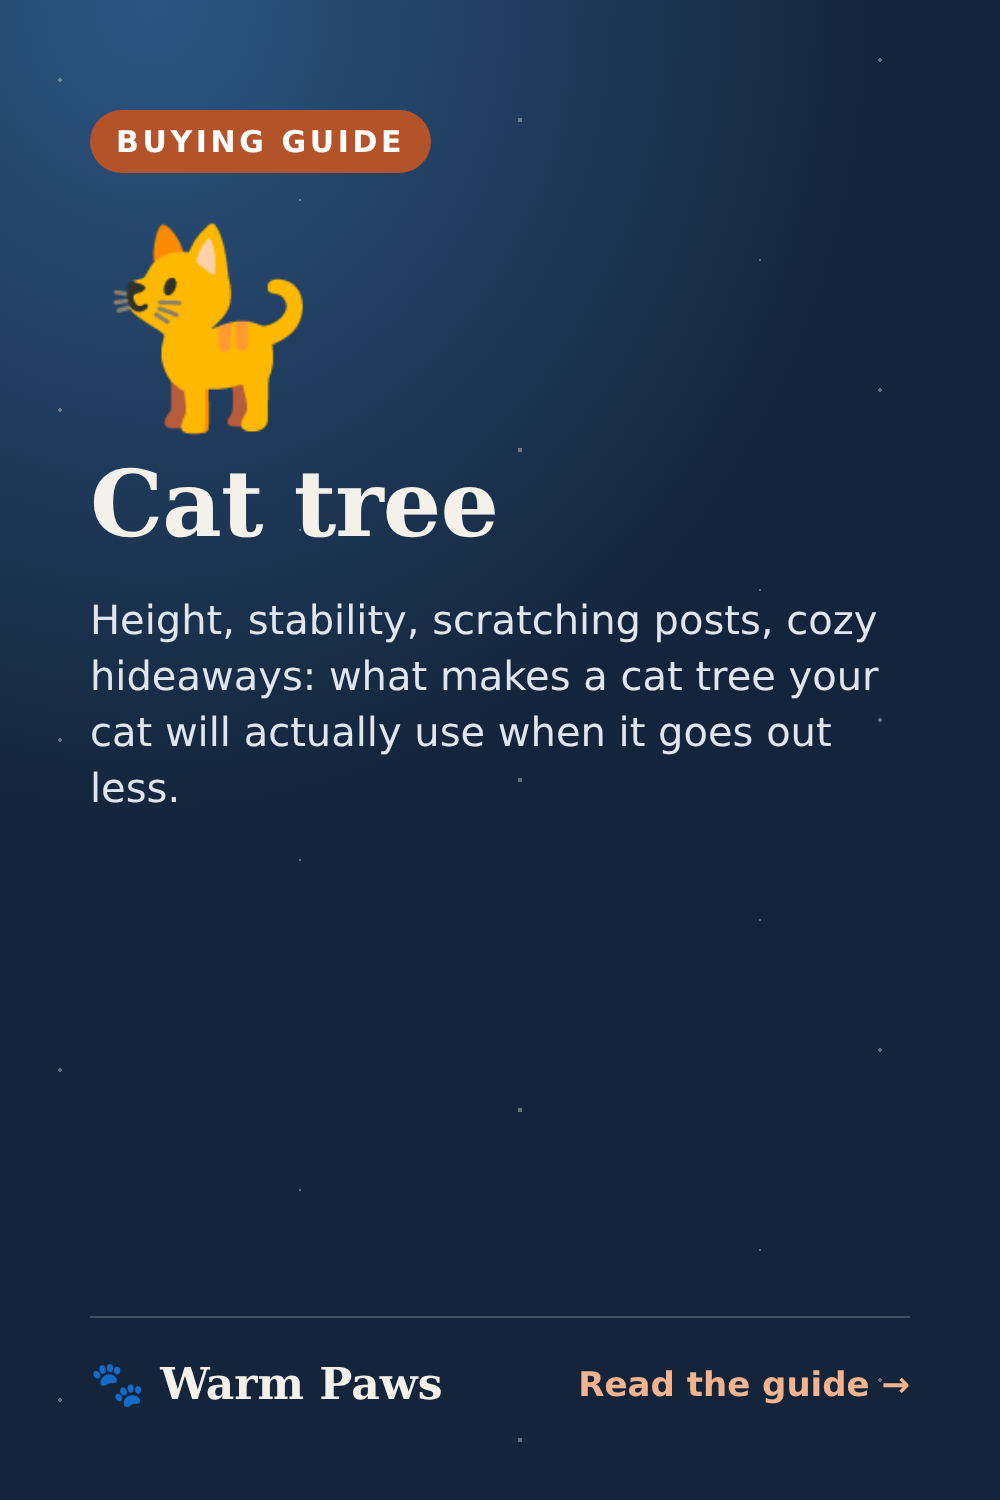 BUYING GUIDE
Cat tree
Height, stability, scratching posts, cozy
hideaways: what makes a cat tree your
cat will actually use when it goes out
less.
Warm Paws
Read the guide →